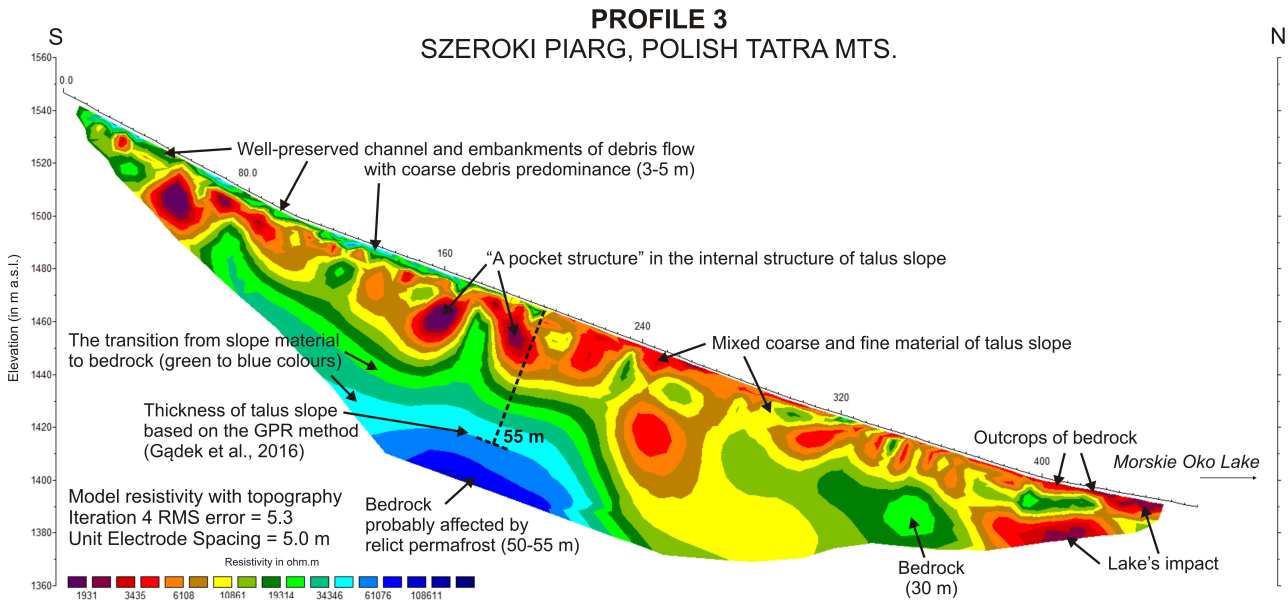 PROFILE 3
SZEROKI PIARG, POLISH TATRA MTS.
S
N
1560
1540
1520
1500
1480
1460
1440
1420
1400
1380
1360
Elevation (in m a.s.l.)
0.0
80.0
160
240
320
400
Well-preserved channel and embankments of debris flow
with coarse debris predominance (3-5 m)
“A pocket structure” in the internal structure of talus slope
The transition from slope material
to bedrock (green to blue colours)
Mixed coarse and fine material of talus slope
Thickness of talus slope
based on the GPR method
(Gądek et al., 2016)
55 m
Outcrops of bedrock
Morskie Oko Lake
Model resistivity with topography
Iteration 4 RMS error = 5.3
Unit Electrode Spacing = 5.0 m
Bedrock
probably affected by
relict permafrost (50-55 m)
Bedrock
(30 m)
Lake's impact
Resistivity in ohm.m
1931 3435 6108 10861 19314 34346 61076 108611